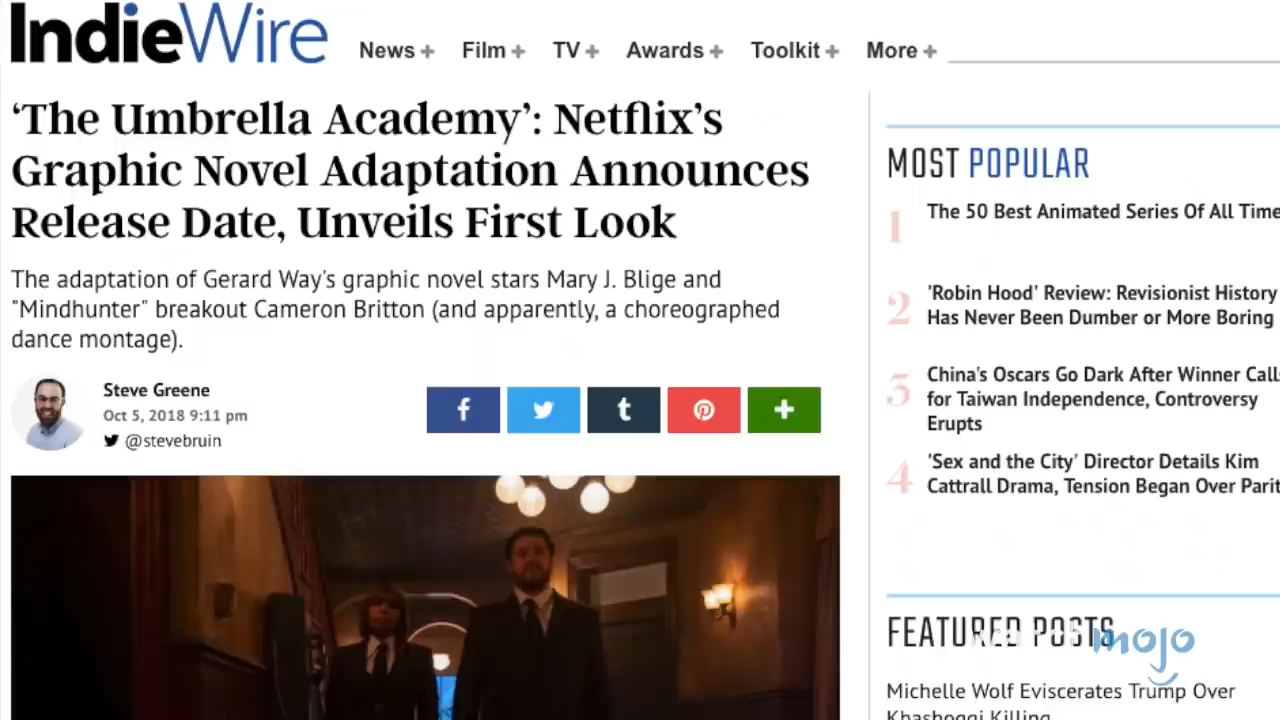 IndieWire
News + Film + TV + Awards + Toolkit + More +
‘The Umbrella Academy’: Netflix’s
Graphic Novel Adaptation Announces
Release Date, Unveils First Look
The adaptation of Gerard Way's graphic novel stars Mary J. Blige and
"Mindhunter" breakout Cameron Britton (and apparently, a choreographed
dance montage).
Steve Greene
Oct 5, 2018 9:11 pm
@stevebruin
f
t
+
MOST POPULAR
1
The 50 Best Animated Series Of All Time
2
'Robin Hood' Review: Revisionist History
Has Never Been Dumber or More Boring
3
China's Oscars Go Dark After Winner Call
for Taiwan Independence, Controversy
Erupts
4
'Sex and the City' Director Details Kim
Cattrall Drama, Tension Began Over Parit
FEATURED POSTS
mojo
Michelle Wolf Eviscerates Trump Over
Khashoggi Killing